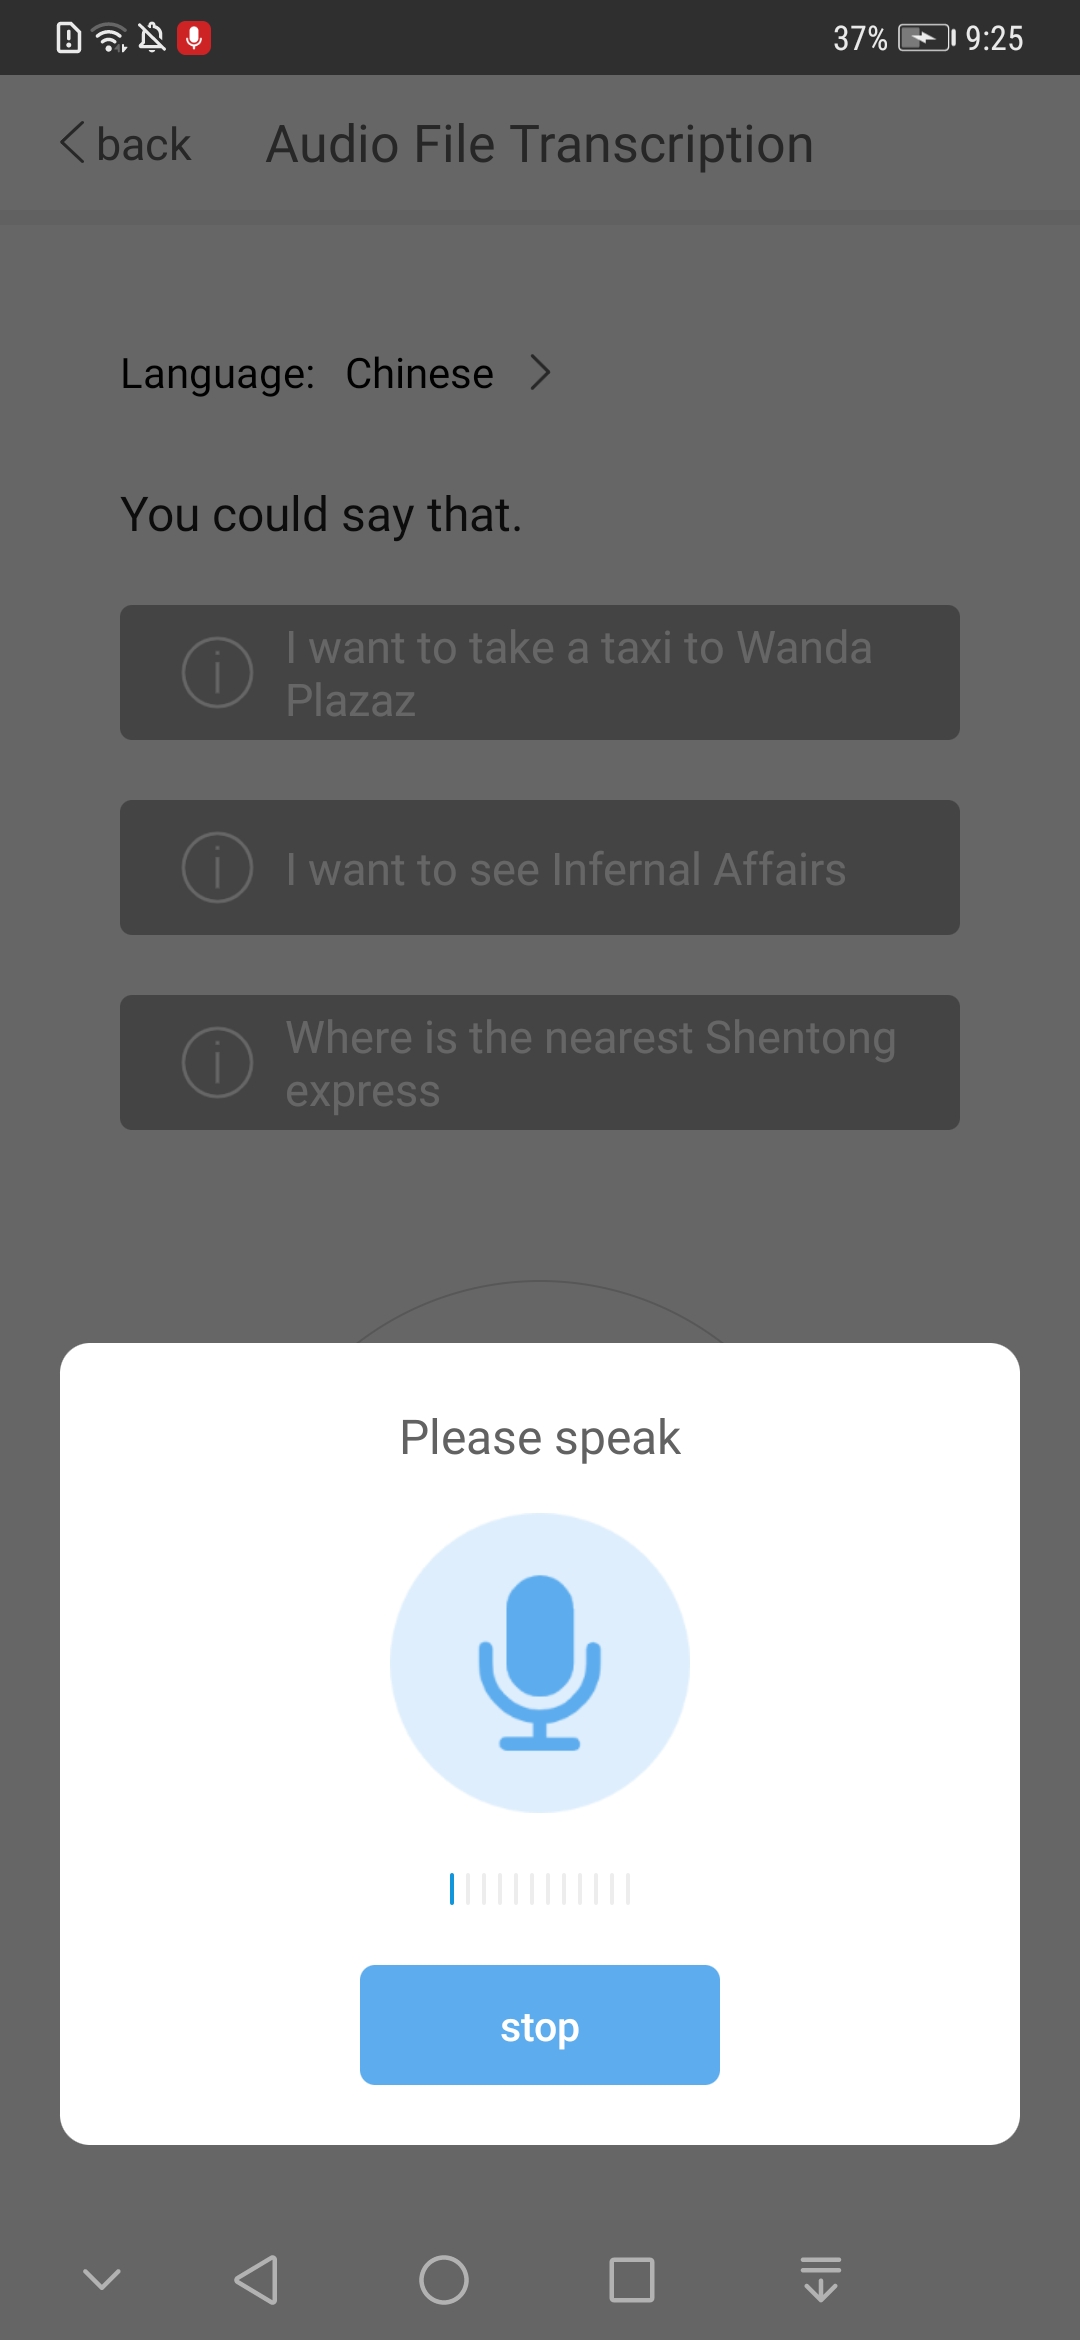 37% 9:25
back Audio File Transcription
Language: Chinese
You could say that.
I want to take a taxi to Wanda
Plazaz
I want to see Infernal Affairs
Where is the nearest Shentong
express
Please speak
stop